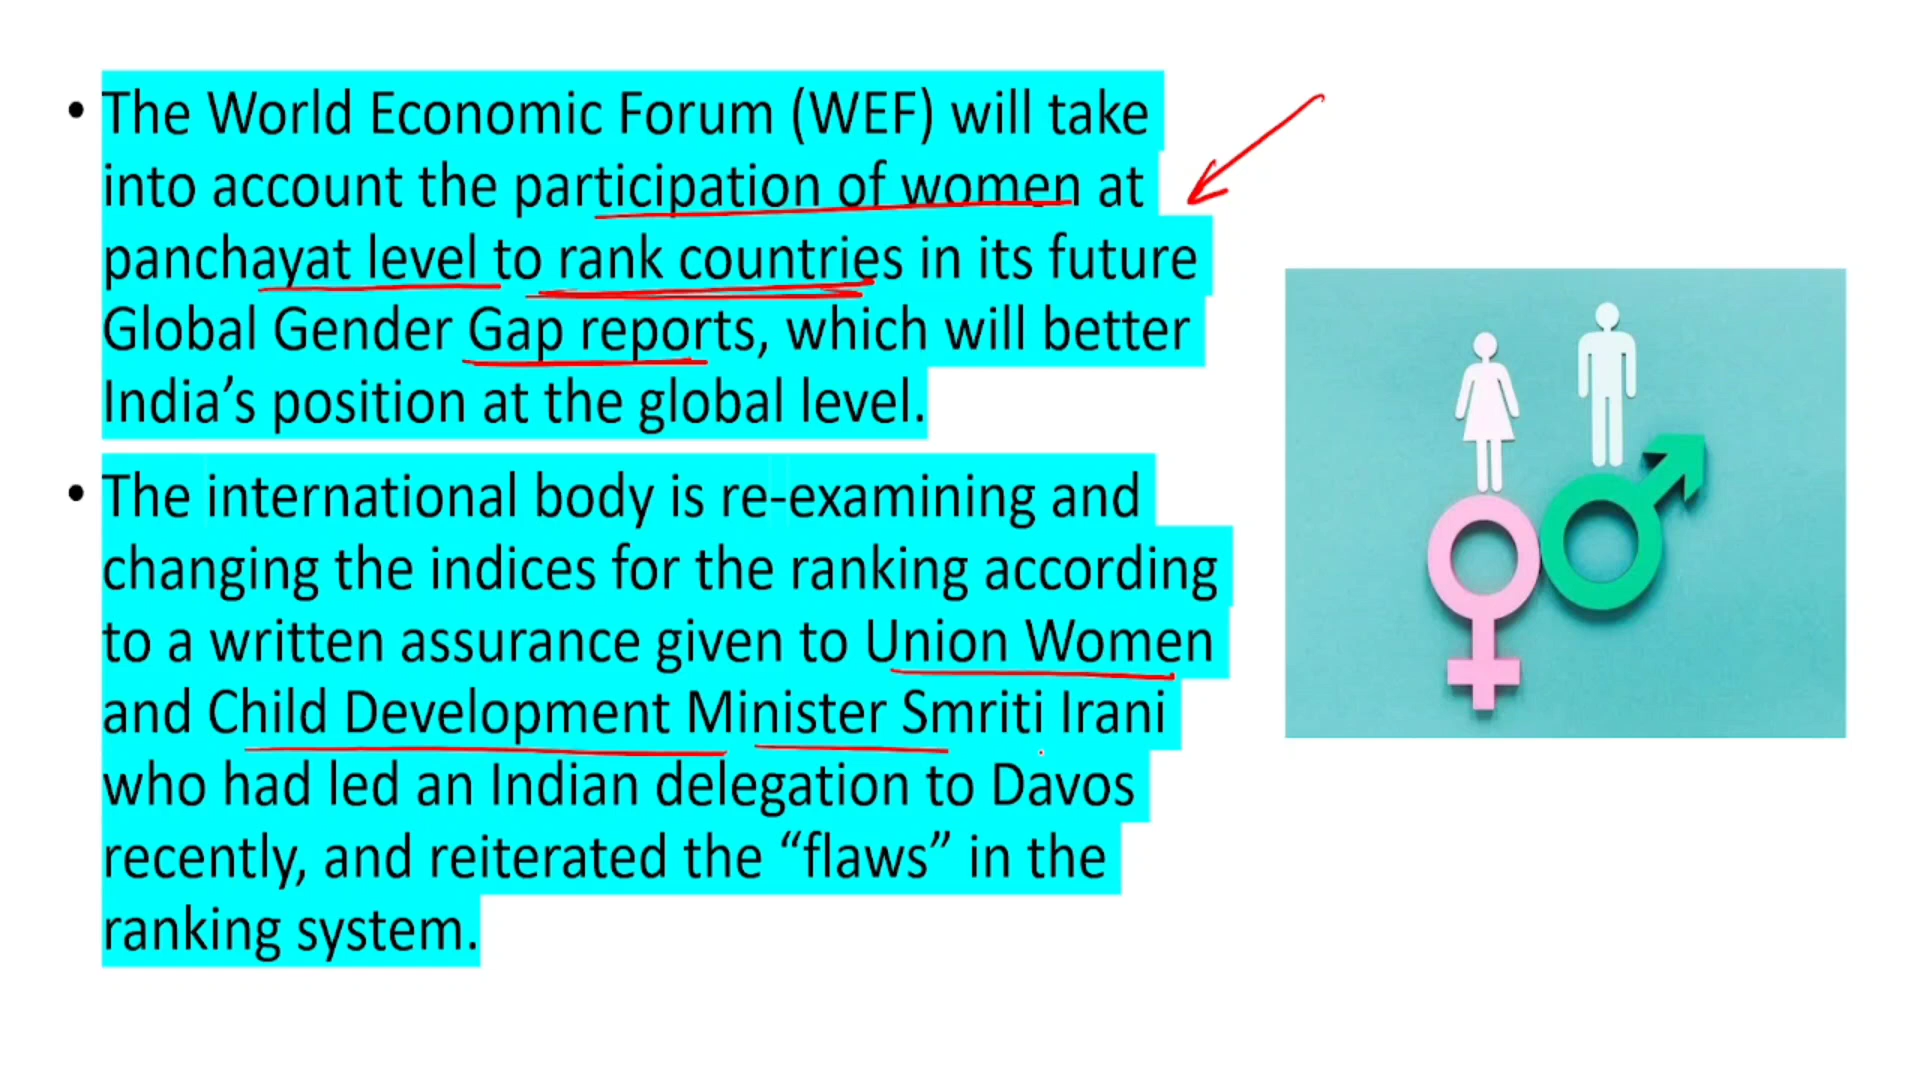 • The World Economic Forum (WEF) will take
into account the participation of women at
panchayat level to rank countries in its future
Global Gender Gap reports, which will better
India’s position at the global level.
• The international body is re-examining and
changing the indices for the ranking according
to a written assurance given to Union Women
and Child Development Minister Smriti Irani
who had led an Indian delegation to Davos
recently, and reiterated the “flaws” in the
ranking system.